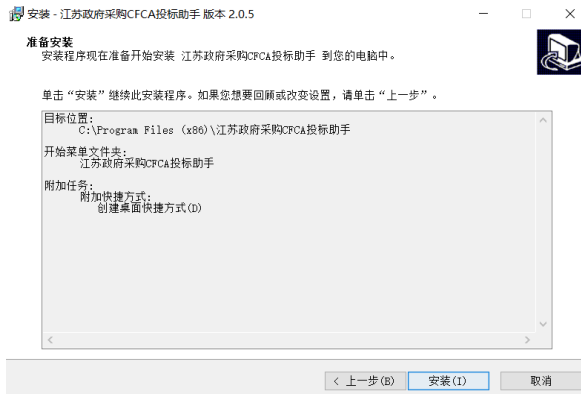 安装 - 江苏政府采购CFCA投标助手 版本 2.0.5
准备安装
安装程序现在准备开始安装 江苏政府采购CFCA投标助手 到您的电脑中。
单击“安装”继续此安装程序。如果您想要回顾或改变设置，请单击“上一步”。
目标位置:
C:\Program Files (x86)\江苏政府采购CFCA投标助手
开始菜单文件夹:
江苏政府采购CFCA投标助手
附加任务:
附加快捷方式:
创建桌面快捷方式(D)
< 上一步(B) 安装(I) 取消